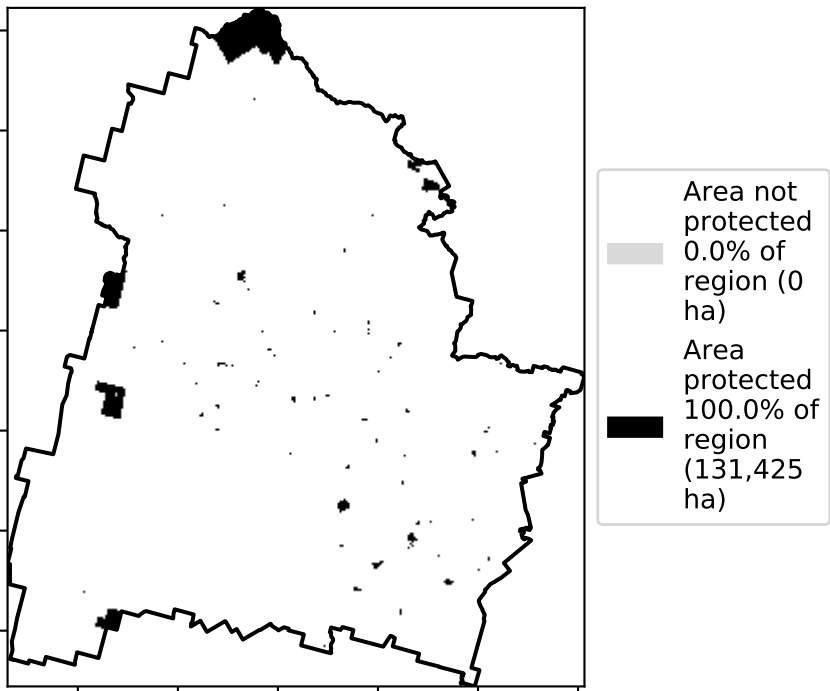 Area not
protected
0.0% of
region (0
ha)
Area
protected
100.0% of
region
(131,425
ha)